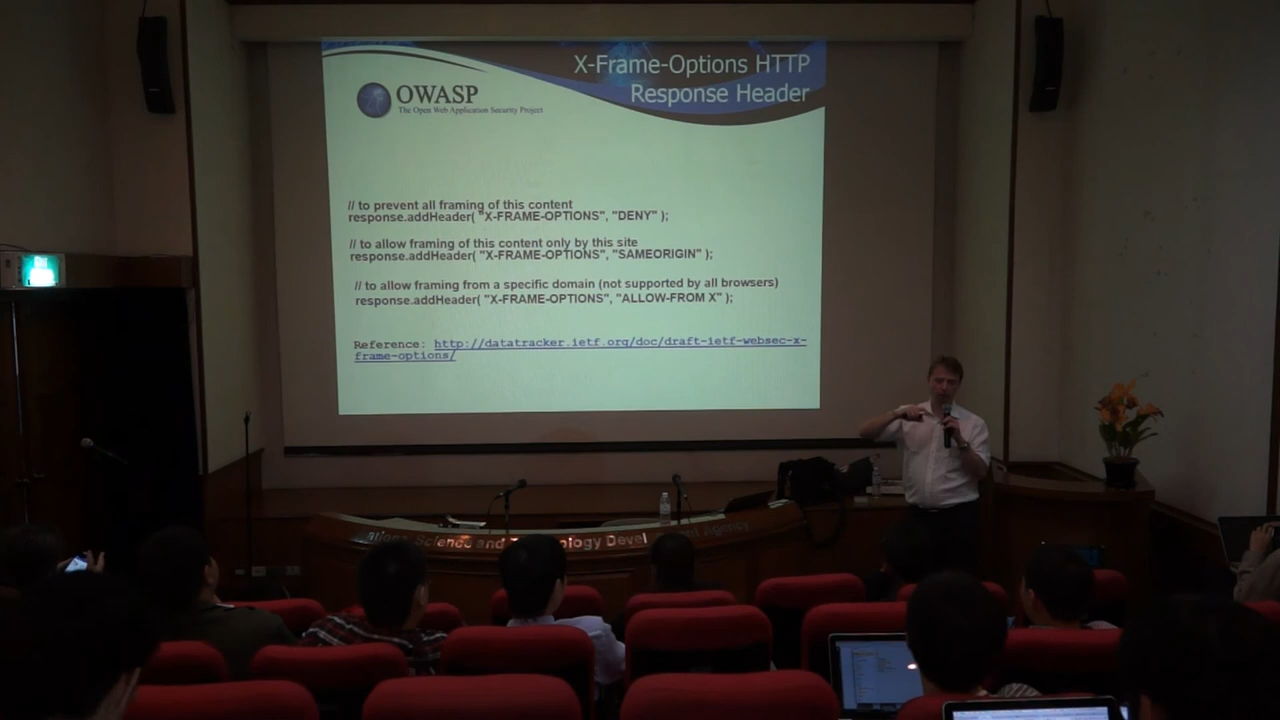 X-Frame-Options HTTP
Response Header
OWASP
The Open Web Application Security Project
// to prevent all framing of this content
response.addHeader( "X-FRAME-OPTIONS", "DENY" );
// to allow framing of this content only by this site
response.addHeader( "X-FRAME-OPTIONS", "SAMEORIGIN" );
// to allow framing from a specific domain (not supported by all browsers)
response.addHeader( "X-FRAME-OPTIONS", "ALLOW-FROM X" );
Reference: http://datatracker.ietf.org/doc/draft-ietf-websec-x-
frame-options/
Science and Agency